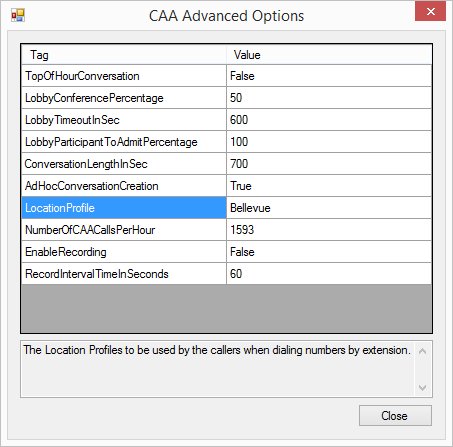 CAA Advanced Options
Tag Value
TopOfHourConversation False
LobbyConferencePercentage 50
LobbyTimeoutInSec 600
LobbyParticipantToAdmitPercentage 100
ConversationLengthInSec 700
AdHocConversationCreation True
LocationProfile Bellevue
NumberOfCAACallsPerHour 1593
EnableRecording False
RecordIntervalTimeInSeconds 60
The Location Profiles to be used by the callers when dialing numbers by extension.
Close